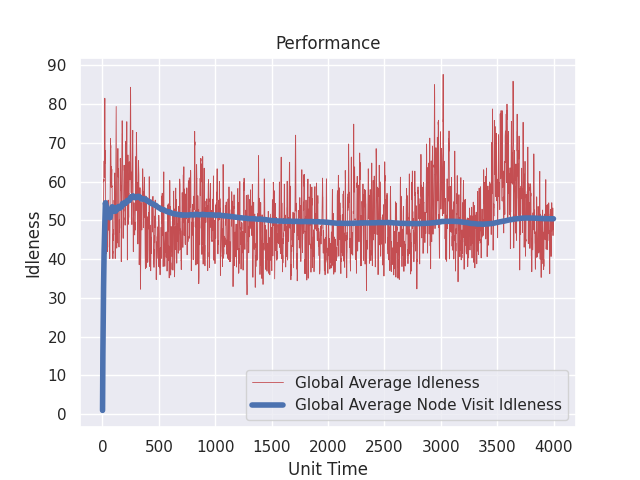 Performance
Idleness
90
80
70
60
50
40
30
20
10
0
0 500 1000 1500 2000 2500 3000 3500 4000
Unit Time
Global Average Idleness
Global Average Node Visit Idleness